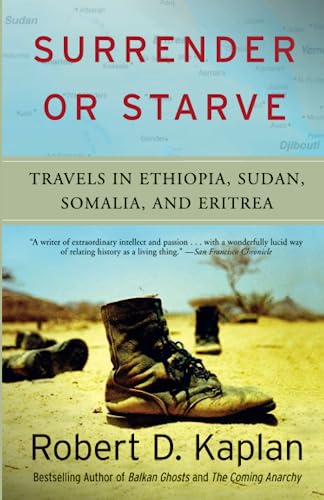 Sudan
SURRENDER
OR STARVE
Djibouti
TRAVELS IN ETHIOPIA, SUDAN,
SOMALIA, AND ERITREA
"A writer of extraordinary intellect and passion . . . with a wonderfully lucid way
of relating history as a living thing." —San Francisco Chronicle
Robert D. Kaplan
Bestselling Author of Balkan Ghosts and The Coming Anarchy